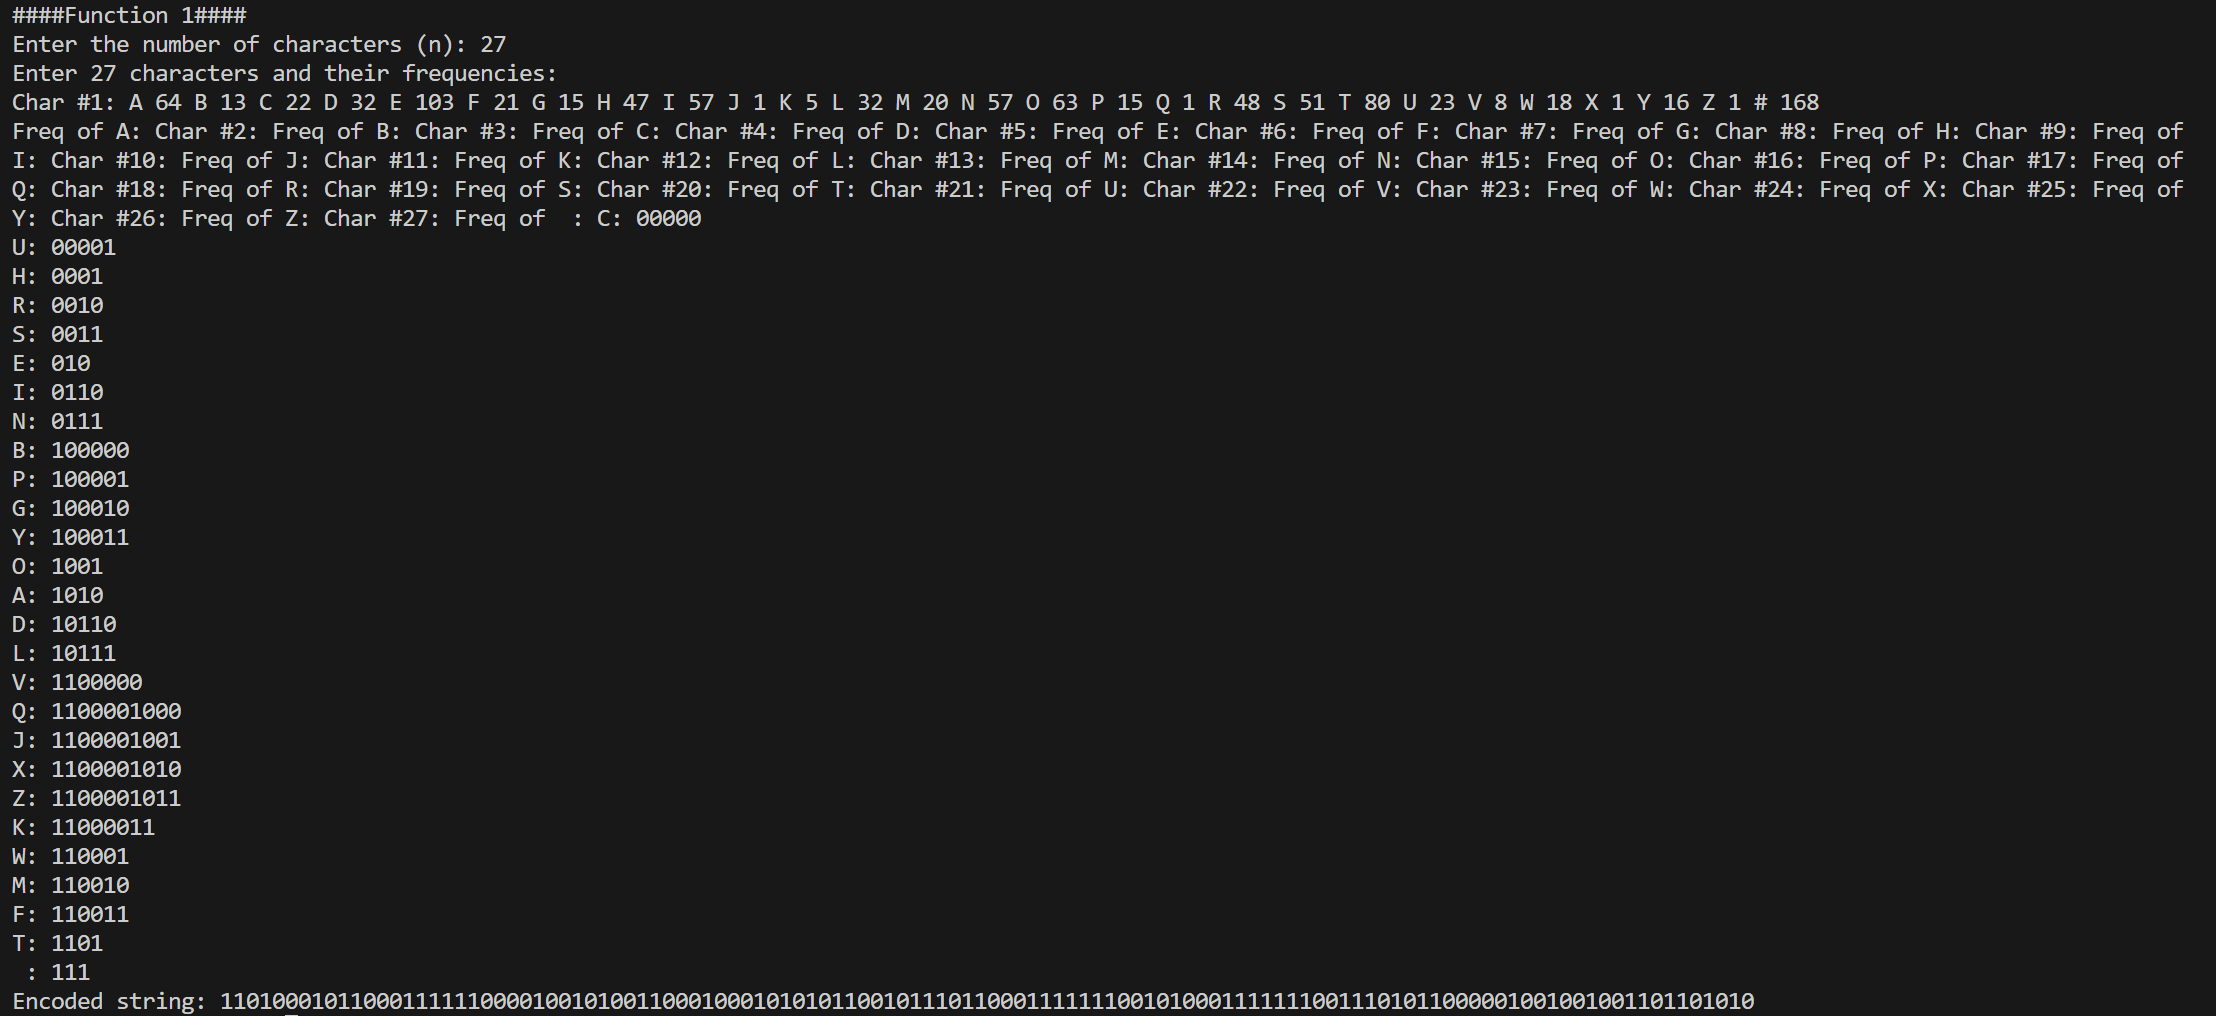 ####Function 1####
Enter the number of characters (n): 27
Enter 27 characters and their frequencies:
Char #1: A 64 B 13 C 22 D 32 E 103 F 21 G 15 H 47 I 57 J 1 K 5 L 32 M 20 N 57 O 63 P 15 Q 1 R 48 S 51 T 80 U 23 V 8 W 18 X 1 Y 16 Z 1 # 168
Freq of A: Char #2: Freq of B: Char #3: Freq of C: Char #4: Freq of D: Char #5: Freq of E: Char #6: Freq of F: Char #7: Freq of G: Char #8: Freq of H: Char #9: Freq of
I: Char #10: Freq of J: Char #11: Freq of K: Char #12: Freq of L: Char #13: Freq of M: Char #14: Freq of N: Char #15: Freq of O: Char #16: Freq of P: Char #17: Freq of
Q: Char #18: Freq of R: Char #19: Freq of S: Char #20: Freq of T: Char #21: Freq of U: Char #22: Freq of V: Char #23: Freq of W: Char #24: Freq of X: Char #25: Freq of
Y: Char #26: Freq of Z: Char #27: Freq of  : C: 00000
U: 00001
H: 0001
R: 0010
S: 0011
E: 010
I: 0110
N: 0111
B: 100000
P: 100001
G: 100010
Y: 100011
O: 1001
A: 1010
D: 10110
L: 10111
V: 1100000
Q: 1100001000
J: 1100001001
X: 1100001010
Z: 1100001011
K: 11000011
W: 110001
M: 110010
F: 110011
T: 1101
 : 111
Encoded string: 1101000101100011111100001001010011000100010101011001011101100011111110010100011111110011101011000001001001001101101010